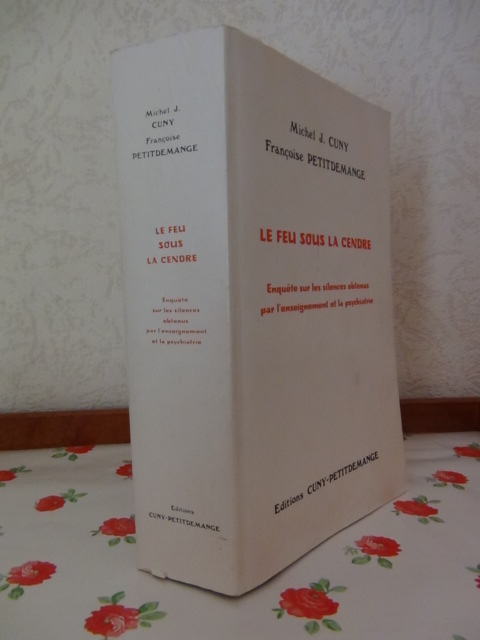 Michel J.
CUNY
Françoise
PETITDEMANGE
LE FEU
SOUS
LA CENDRE
Enquête
sur les silences
obtenus
par l'enseignement
et la psychiatrie
Editions
CUNY-PETITDEMANGE
Michel J. CUNY
Françoise PETITDEMANGE
LE FEU SOUS LA CENDRE
Enquête sur les silences obtenus
par l'enseignement et la psychiatrie
Editions CUNY-PETITDEMANGE